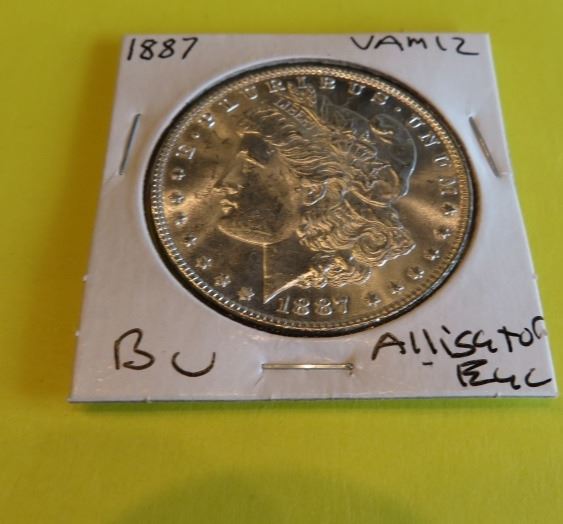 1887 VAM12
E · PLURIBUS · UNUM
LIBERTY
1887
BU Alligator
Eye